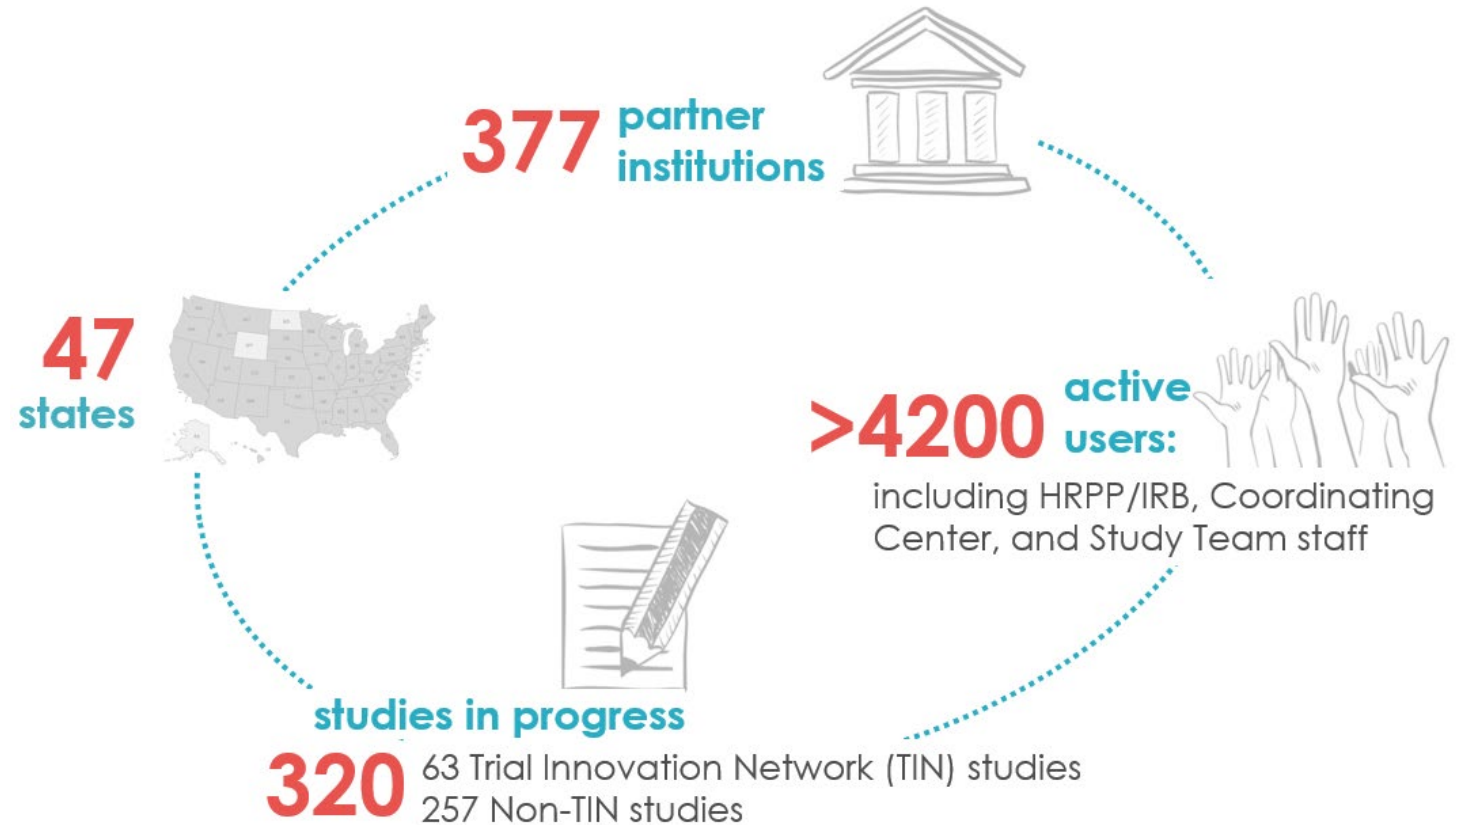 377 partner
institutions
47
states
>4200 active
users:
including HRPP/IRB, Coordinating
Center, and Study Team staff
studies in progress
320 63 Trial Innovation Network (TIN) studies
257 Non-TIN studies